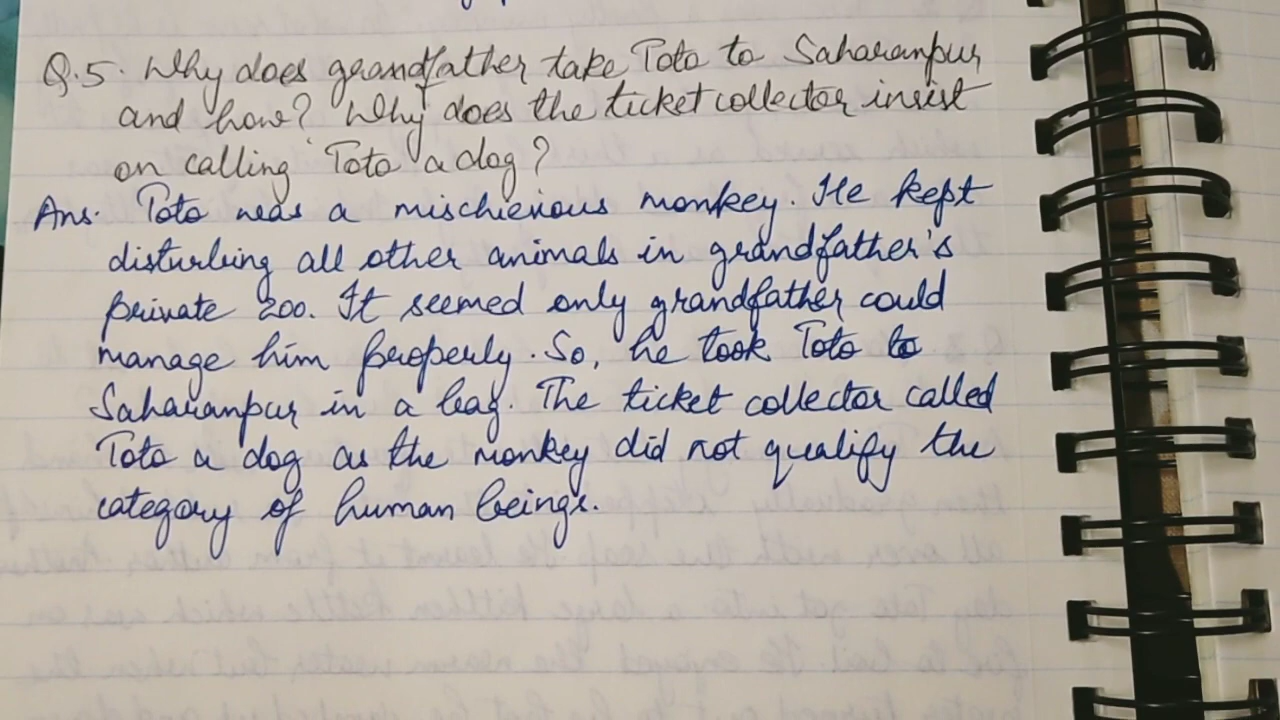 Q.5. Why does grandfather take Toto to Saharanpur
and how? Why does the ticket collector insist
on calling Toto a dog?
Ans. Toto was a mischievous monkey. He kept
disturbing all other animals in grandfather's
private zoo. It seemed only grandfather could
manage him properly. So, he took Toto to
Saharanpur in a bag. The ticket collector called
Toto a dog as the monkey did not qualify the
category of human beings.